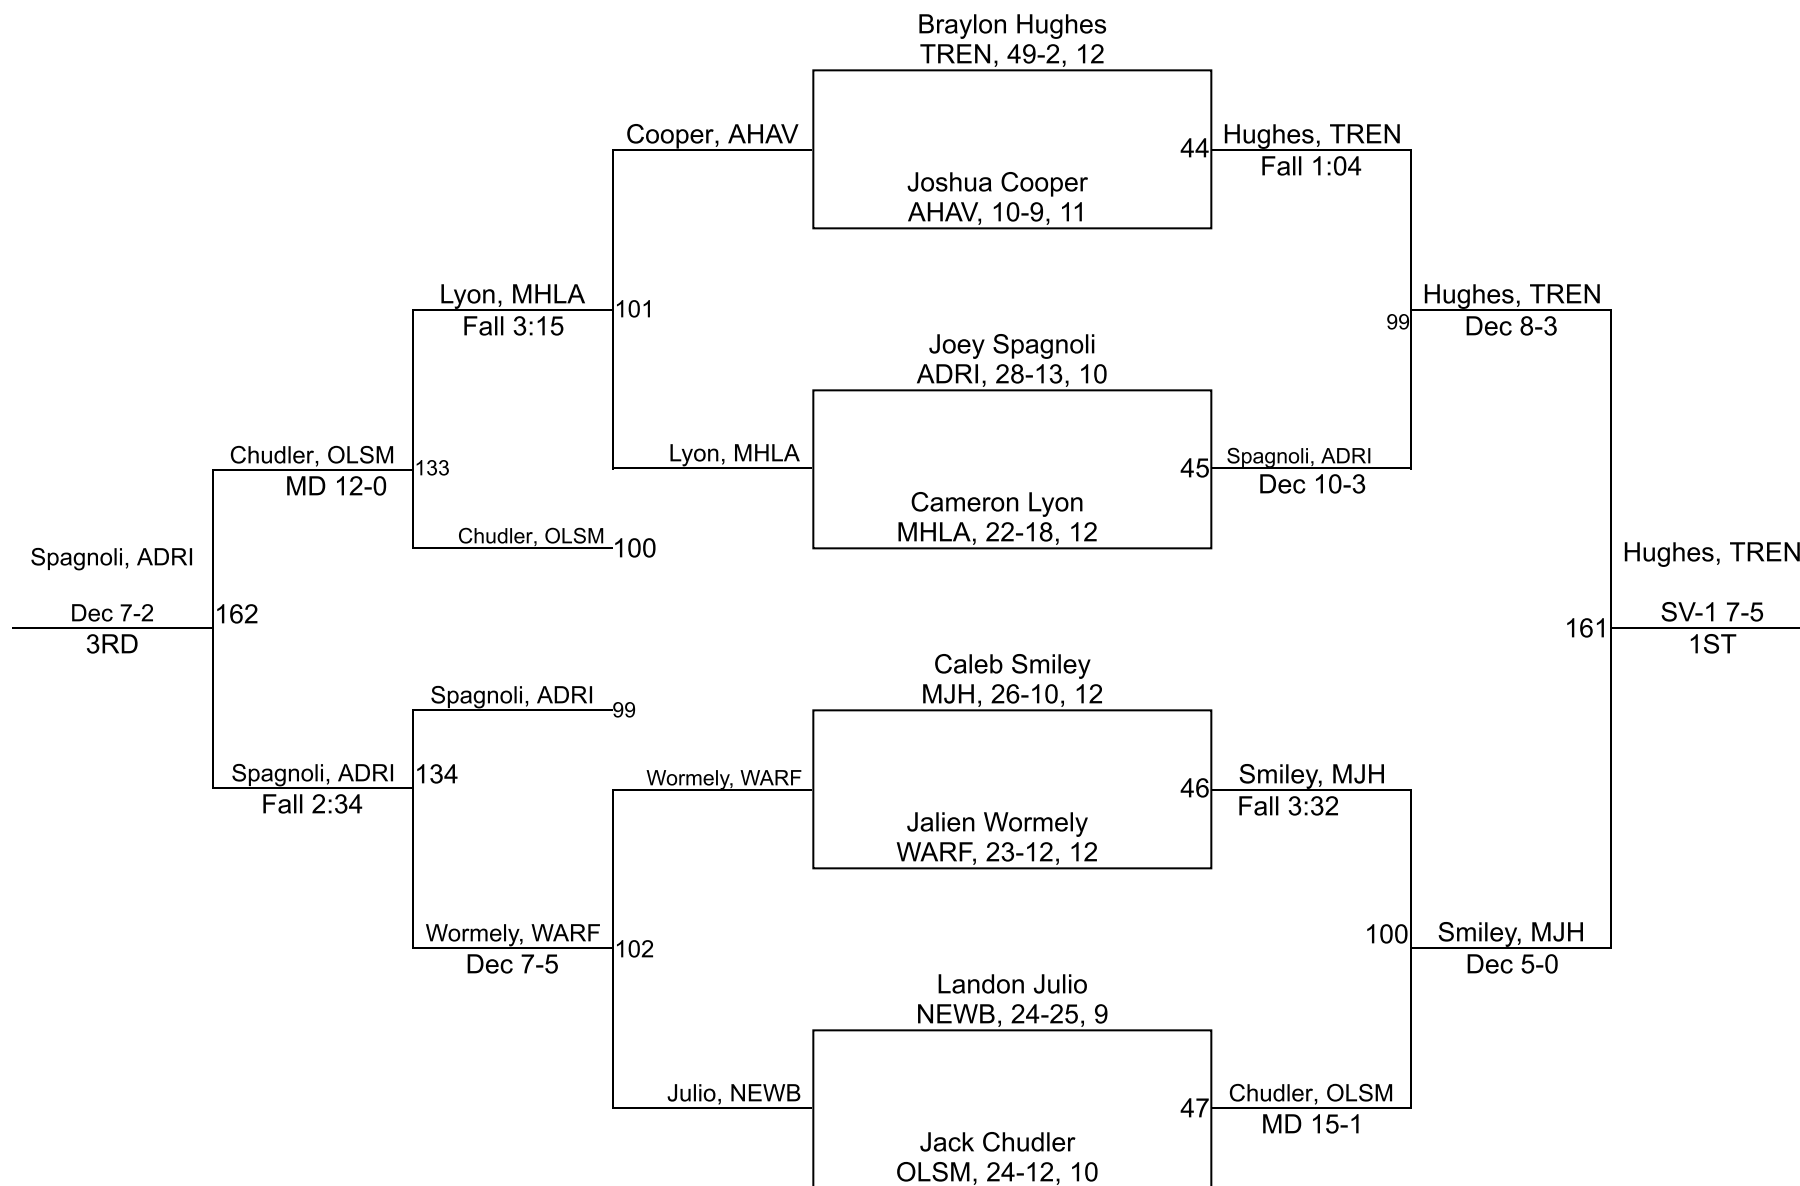 Braylon Hughes
TREN, 49-2, 12
Cooper, AHAV
44
Hughes, TREN
Fall 1:04
Joshua Cooper
AHAV, 10-9, 11
Lyon, MHLA
Fall 3:15
101
99
Hughes, TREN
Dec 8-3
Joey Spagnoli
ADRI, 28-13, 10
Chudler, OLSM
MD 12-0
133
Lyon, MHLA
45
Spagnoli, ADRI
Dec 10-3
Cameron Lyon
MHLA, 22-18, 12
Chudler, OLSM
100
Spagnoli, ADRI
Dec 7-2
3RD
162
Hughes, TREN
161
SV-1 7-5
1ST
Caleb Smiley
MJH, 26-10, 12
Spagnoli, ADRI
99
Spagnoli, ADRI
Fall 2:34
134
Wormely, WARF
46
Smiley, MJH
Fall 3:32
Jalien Wormely
WARF, 23-12, 12
Wormely, WARF
Dec 7-5
102
100
Smiley, MJH
Dec 5-0
Landon Julio
NEWB, 24-25, 9
Julio, NEWB
47
Chudler, OLSM
MD 15-1
Jack Chudler
OLSM, 24-12, 10